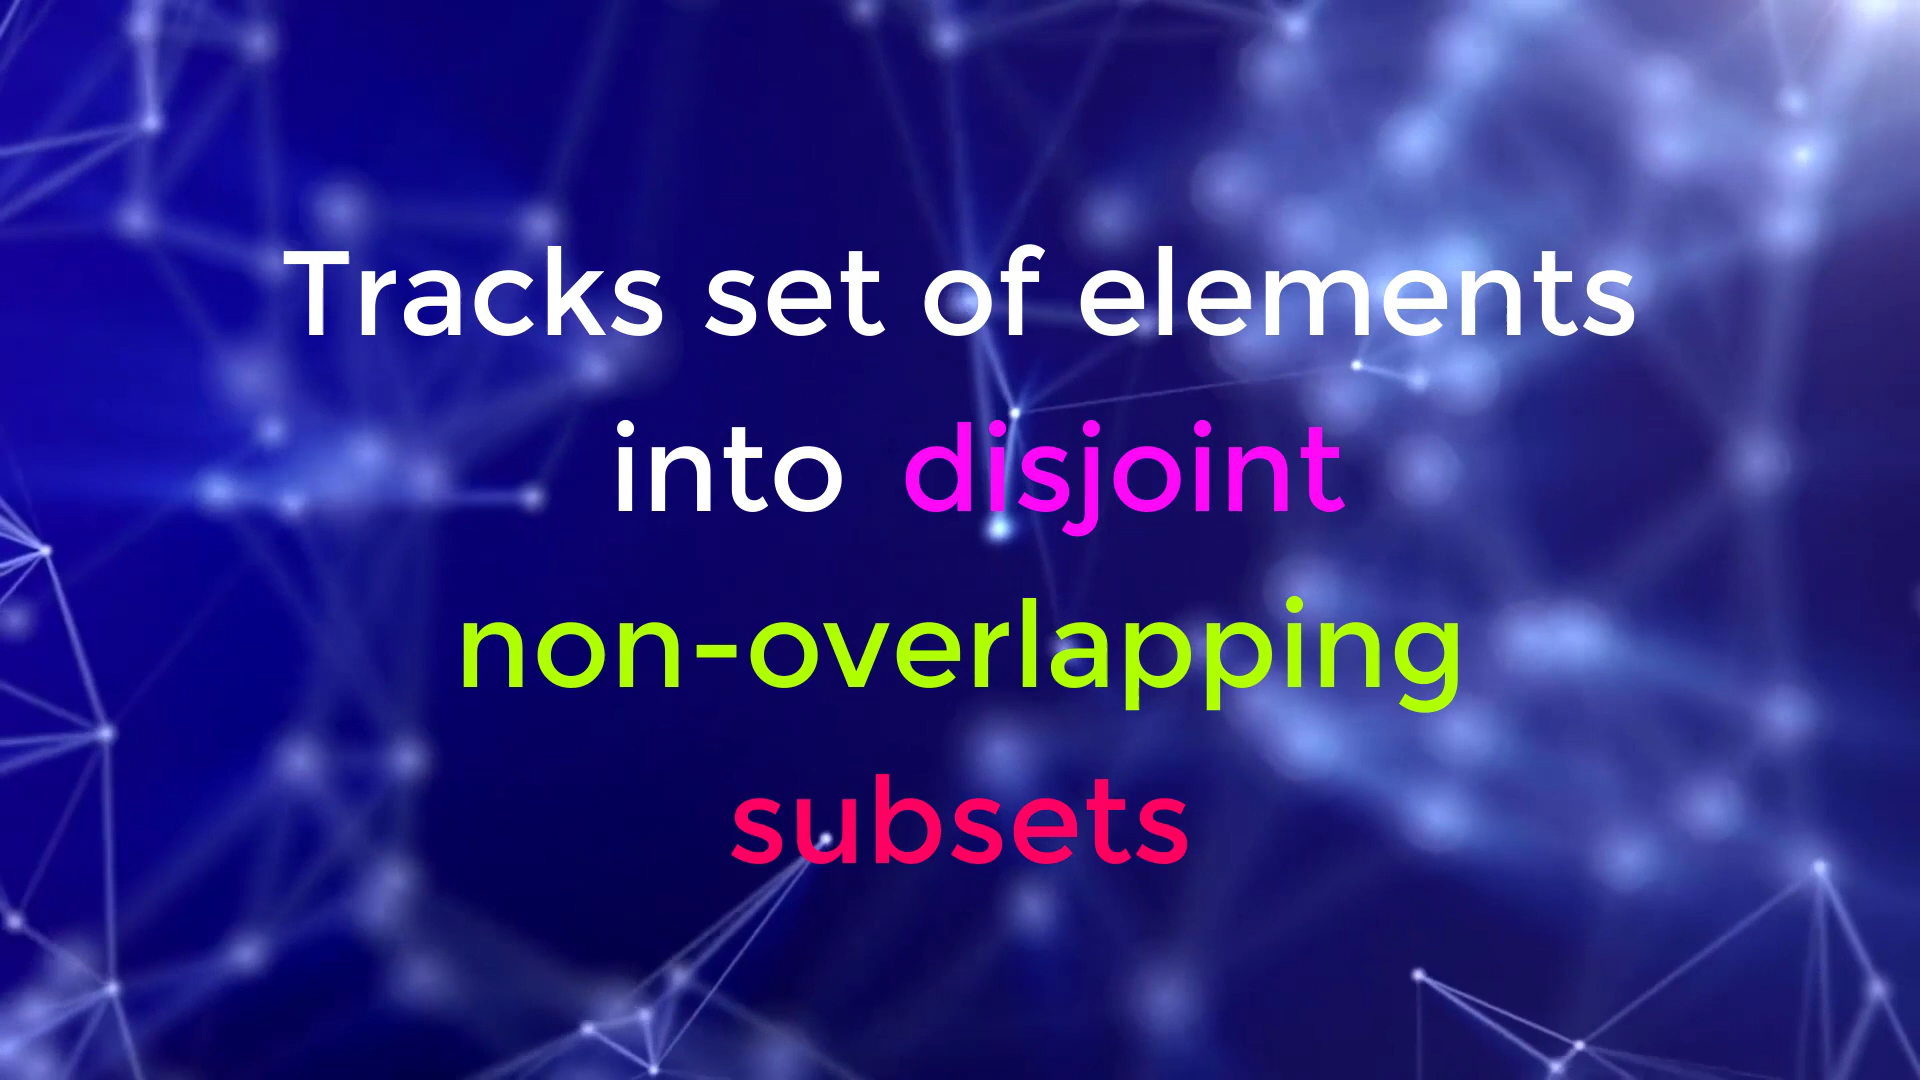 Tracks set of elements
into disjoint
non-overlapping
subsets